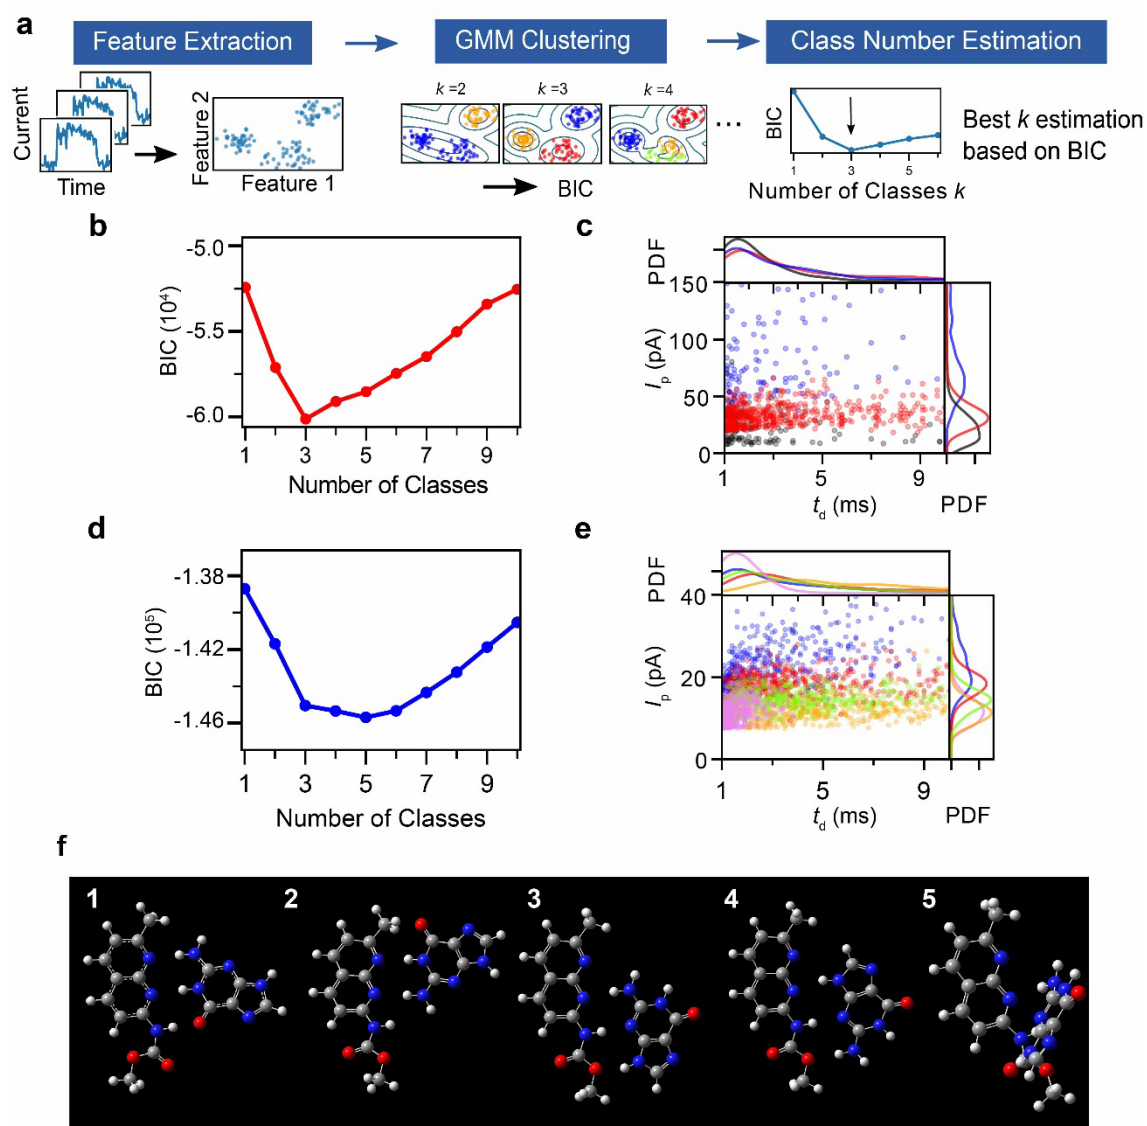 a
Feature Extraction
GMM Clustering
Class Number Estimation
Current
Time
Feature 2
Feature 1
k =2
k =3
k =4
...
BIC
BIC
1
3
5
Number of Classes k
Best k estimation
based on BIC
b
BIC (10⁴)
-5.0
-5.5
-6.0
1
3
5
7
9
Number of Classes
c
PDF
Iₚ (pA)
150
100
50
0
1
5
9
t_d (ms)
PDF
d
BIC (10⁵)
-1.38
-1.42
-1.46
1
3
5
7
9
Number of Classes
e
PDF
Iₚ (pA)
40
20
0
1
5
9
t_d (ms)
PDF
f
1
2
3
4
5